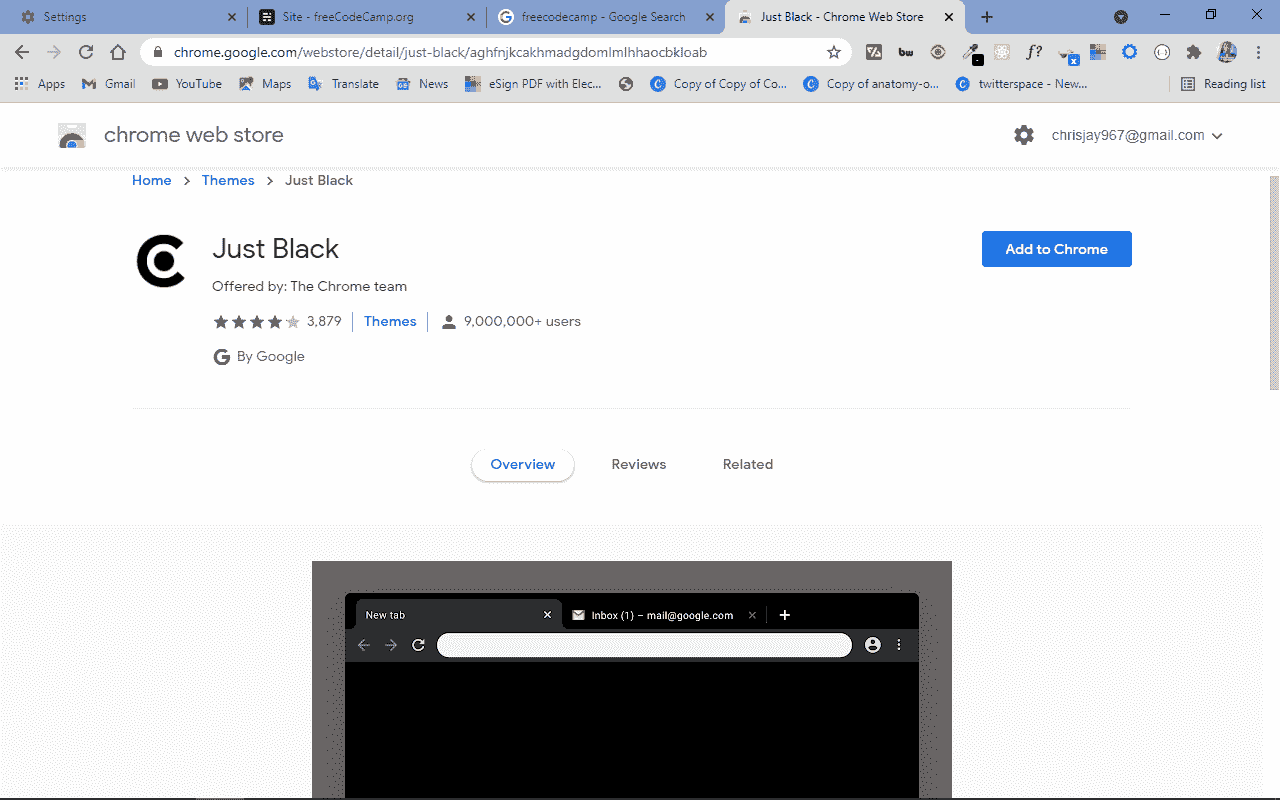 Settings
Site - freeCodeCamp.org
freecodecamp - Google Search
Just Black - Chrome Web Store
chrome.google.com/webstore/detail/just-black/aghfnjkcakhmadgdomlmlhhaocbkloab
Apps
Gmail
YouTube
Maps
Translate
News
eSign PDF with Elec...
Copy of Copy of Co...
Copy of anatomy-o...
twitterspace - New...
Reading list
chrome web store
chrisjay967@gmail.com
Home > Themes > Just Black
Just Black
Add to Chrome
Offered by: The Chrome team
3,879
Themes
9,000,000+ users
By Google
Overview
Reviews
Related
New tab
Inbox (1) – mail@google.com